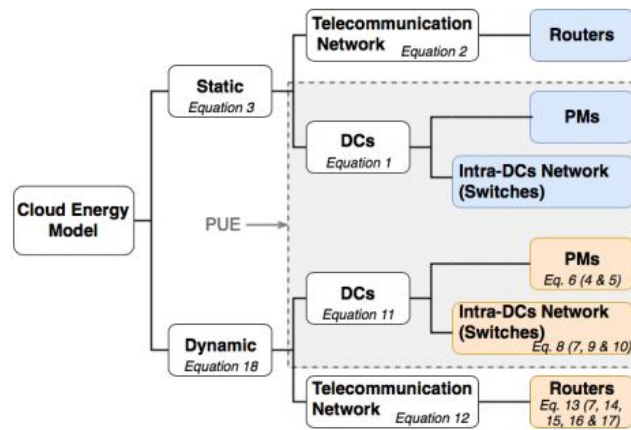 Telecommunication
Network
Equation 2
Routers
Static
Equation 3
DCs
Equation 1
PMs
Intra-DCs Network
(Switches)
Cloud Energy
Model
PUE
DCs
Equation 11
PMs
Eq. 6 (4 & 5)
Intra-DCs Network
(Switches)
Eq. 8 (7, 9 & 10)
Dynamic
Equation 18
Telecommunication
Network
Equation 12
Routers
Eq. 13 (7, 14,
15, 16 & 17)